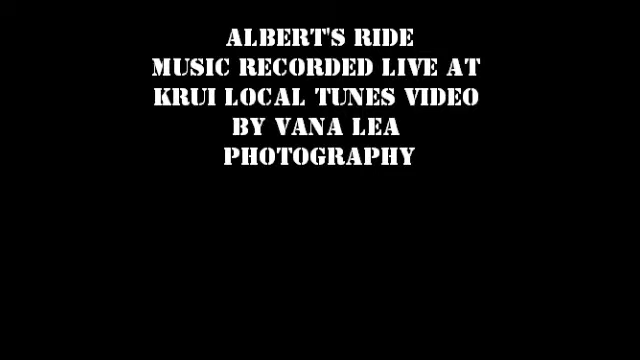 ALBERT'S RIDE
MUSIC RECORDED LIVE AT
KRUI LOCAL TUNES VIDEO
BY VANA LEA
PHOTOGRAPHY